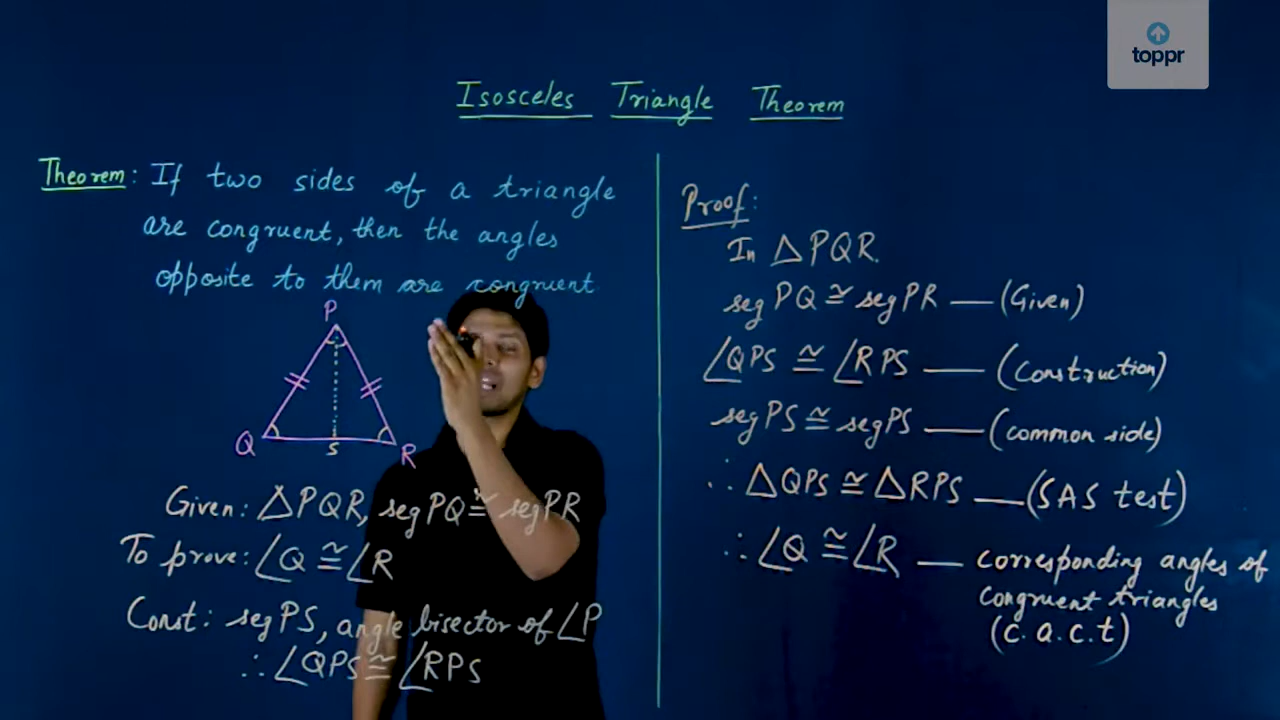 toppr
Isosceles Triangle Theorem
Theorem: If two sides of a triangle
are congruent, then the angles
opposite to them are congruent
P
Q
S
R
Given: △PQR, seg PQ ≅ seg PR
To prove: ∠Q ≅ ∠R
Const: seg PS, angle bisector of ∠P
∴ ∠QPS ≅ ∠RPS
Proof:
In △PQR.
seg PQ ≅ seg PR — (Given)
∠QPS ≅ ∠RPS — (Construction)
seg PS ≅ seg PS — (common side)
∴ △QPS ≅ △RPS — (SAS test)
∴ ∠Q ≅ ∠R — corresponding angles of
congruent triangles
(c. a. c. t)